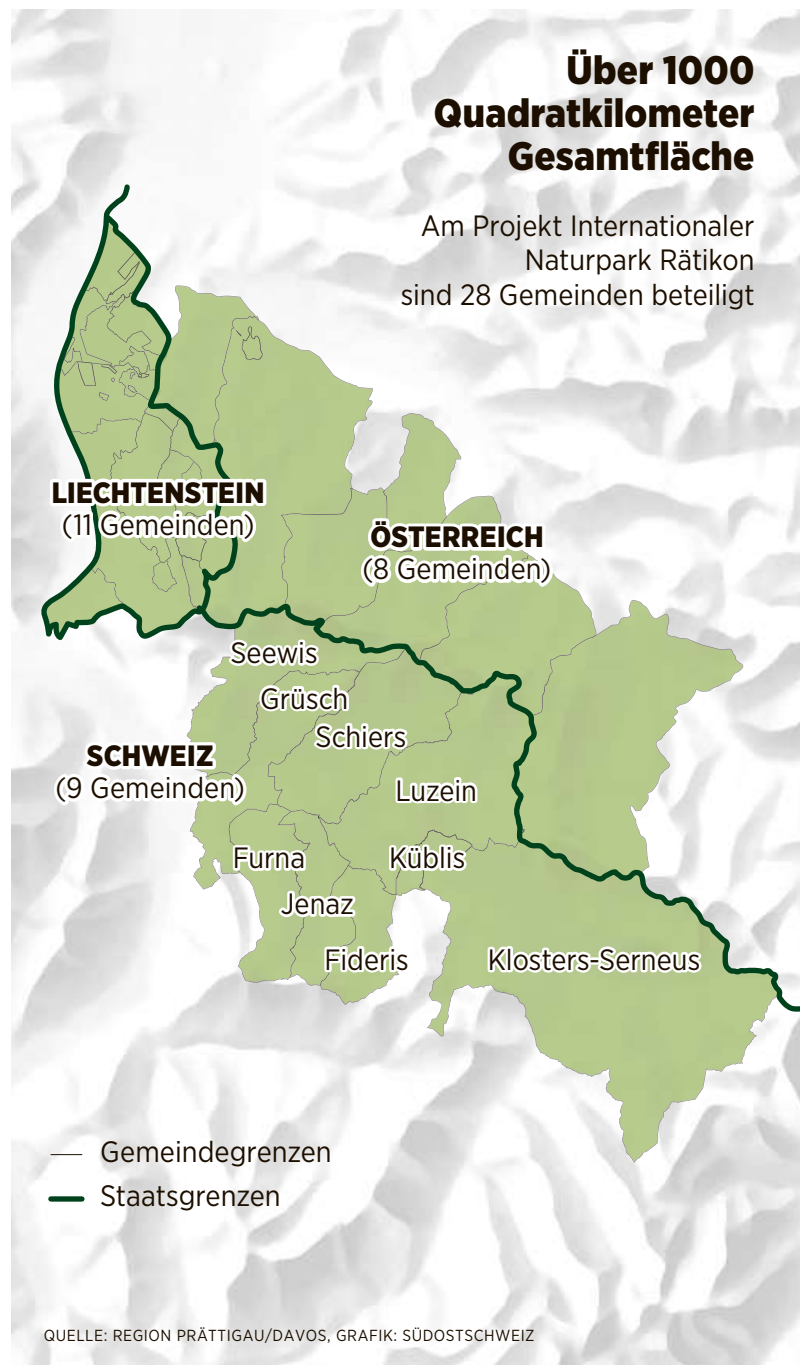 Über 1000
Quadratkilometer
Gesamtfläche
Am Projekt Internationaler
Naturpark Rätikon
sind 28 Gemeinden beteiligt
LIECHTENSTEIN
(11 Gemeinden)
ÖSTERREICH
(8 Gemeinden)
Seewis
Grüsch
Schiers
SCHWEIZ
(9 Gemeinden)
Luzein
Furna
Küblis
Jenaz
Fideris
Klosters-Serneus
Gemeindegrenzen
Staatsgrenzen
QUELLE: REGION PRÄTTIGAU/DAVOS, GRAFIK: SÜDOSTSCHWEIZ